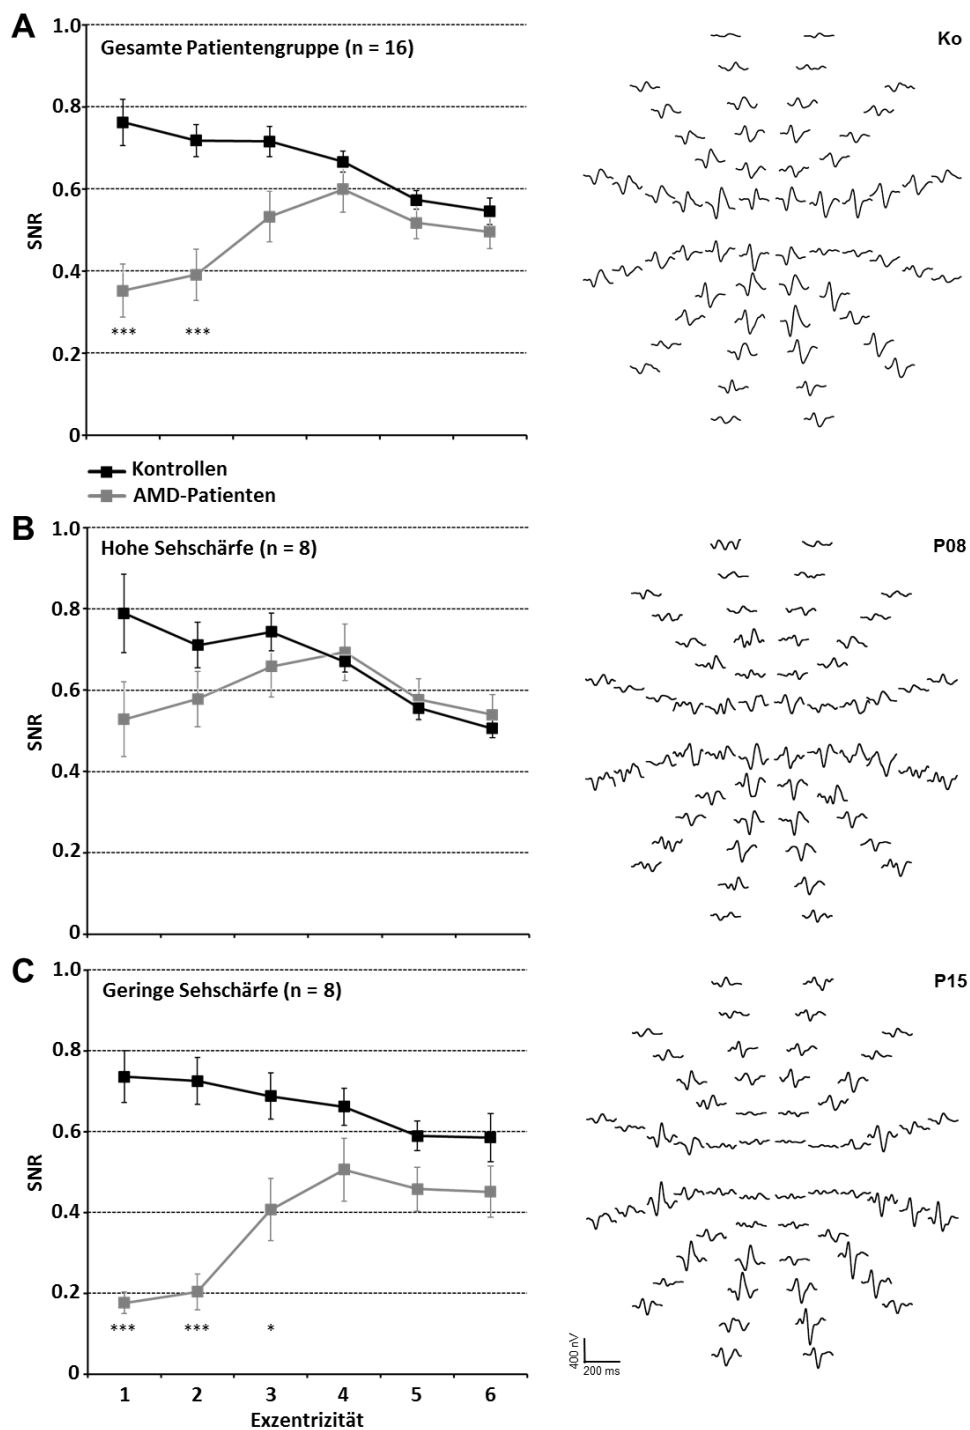 A
1.0
Gesamte Patientengruppe (n = 16)
Ko
0.8
0.6
SNR
0.4
*** ***
0.2
0
Kontrollen
AMD-Patienten
B
1.0
Hohe Sehschärfe (n = 8)
P08
0.8
0.6
SNR
0.4
0.2
0
C
1.0
Geringe Sehschärfe (n = 8)
P15
0.8
0.6
SNR
0.4
0.2
*** *** *
0
400 nV
200 ms
1 2 3 4 5 6
Exzentrizität